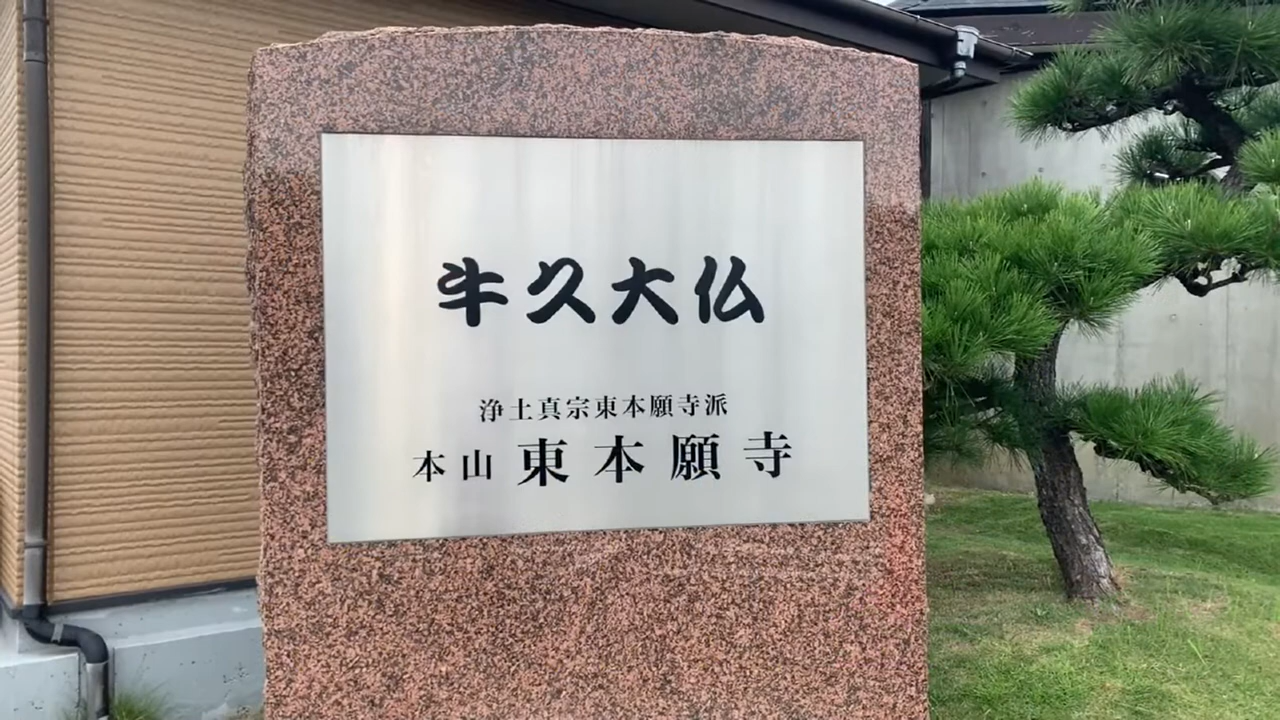 牛久大仏
浄土真宗東本願寺派
本山 東本願寺